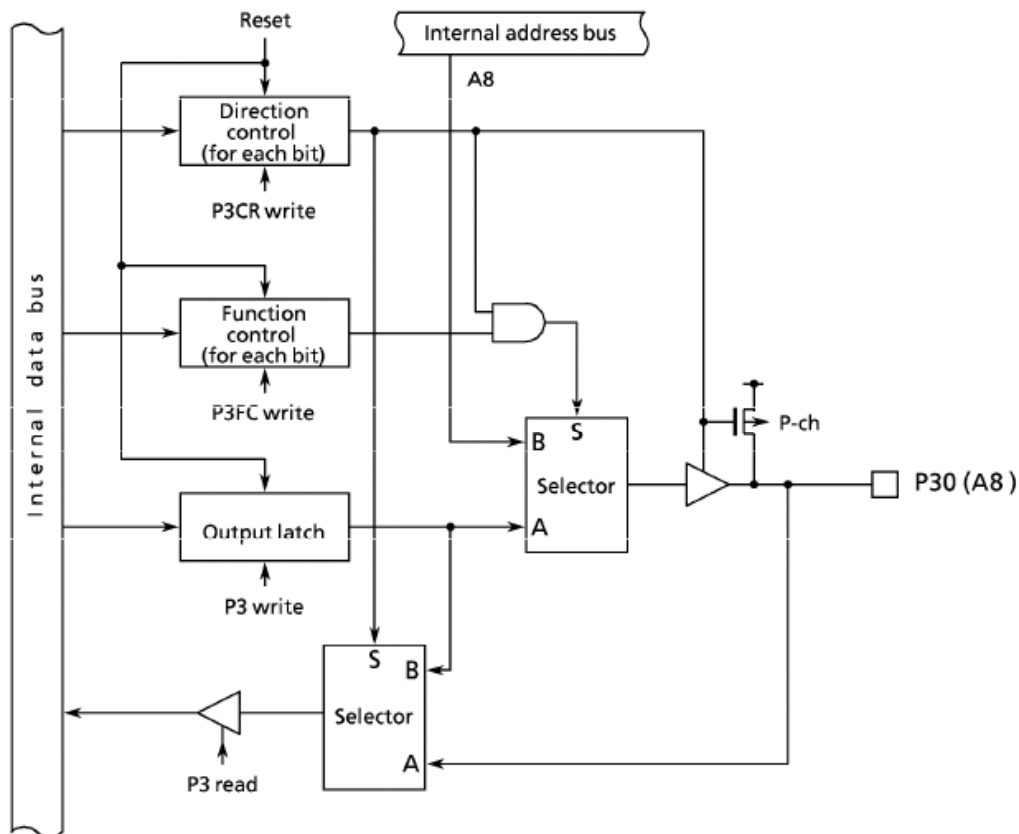 Reset
Internal address bus
A8
Direction
control
(for each bit)
P3CR write
Internal data bus
Function
control
(for each bit)
P3FC write
P-ch
S
B
Selector
A
P30 (A8)
Output latch
P3 write
S
B
Selector
A
P3 read